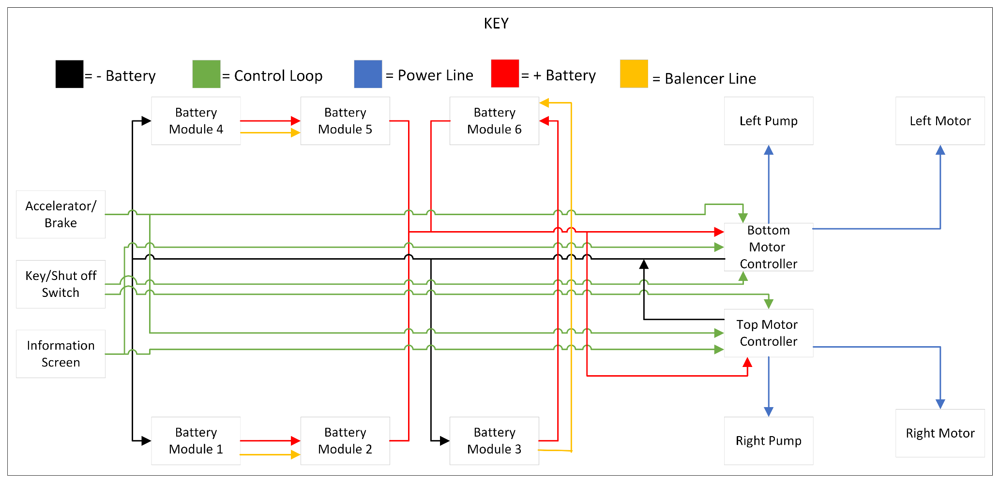 KEY
= - Battery
= Control Loop
= Power Line
= + Battery
= Balencer Line
Battery
Module 4
Battery
Module 5
Battery
Module 6
Left Pump
Left Motor
Accelerator/
Brake
Bottom
Motor
Controller
Key/Shut off
Switch
Top Motor
Controller
Information
Screen
Battery
Module 1
Battery
Module 2
Battery
Module 3
Right Pump
Right Motor